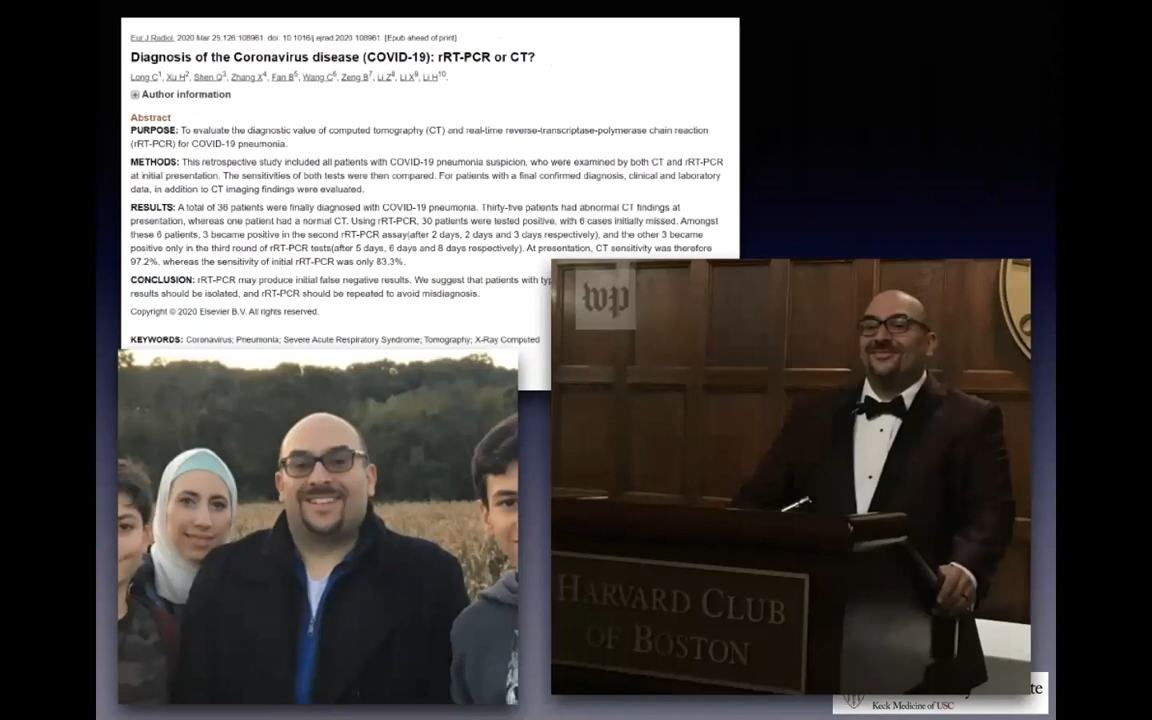 Eur J Radiol. 2020 Mar 25;126:108961. doi: 10.1016/j.ejrad.2020.108961. [Epub ahead of print]
Diagnosis of the Coronavirus disease (COVID-19): rRT-PCR or CT?
Long C1, Xu H2, Shen Q3, Zhang X4, Fan B5, Wang C6, Zeng B7, Li Z8, Li X9, Li H10.
Author information
Abstract
PURPOSE: To evaluate the diagnostic value of computed tomography (CT) and real-time reverse-transcriptase-polymerase chain reaction
(rRT-PCR) for COVID-19 pneumonia.
METHODS: This retrospective study included all patients with COVID-19 pneumonia suspicion, who were examined by both CT and rRT-PCR
at initial presentation. The sensitivities of both tests were then compared. For patients with a final confirmed diagnosis, clinical and laboratory
data, in addition to CT imaging findings were evaluated.
RESULTS: A total of 36 patients were finally diagnosed with COVID-19 pneumonia. Thirty-five patients had abnormal CT findings at
presentation, whereas one patient had a normal CT. Using rRT-PCR, 30 patients were tested positive, with 6 cases initially missed. Amongst
these 6 patients, 3 became positive in the second rRT-PCR assay(after 2 days, 2 days and 3 days respectively), and the other 3 became
positive only in the third round of rRT-PCR tests(after 5 days, 6 days and 8 days respectively). At presentation, CT sensitivity was therefore
97.2%, whereas the sensitivity of initial rRT-PCR was only 83.3%.
CONCLUSION: rRT-PCR may produce initial false negative results. We suggest that patients with typ
results should be isolated, and rRT-PCR should be repeated to avoid misdiagnosis.
Copyright © 2020 Elsevier B.V. All rights reserved.
KEYWORDS: Coronavirus; Pneumonia; Severe Acute Respiratory Syndrome; Tomography; X-Ray Computed
wp
HARVARD CLUB
OF BOSTON
te
Keck Medicine of USC